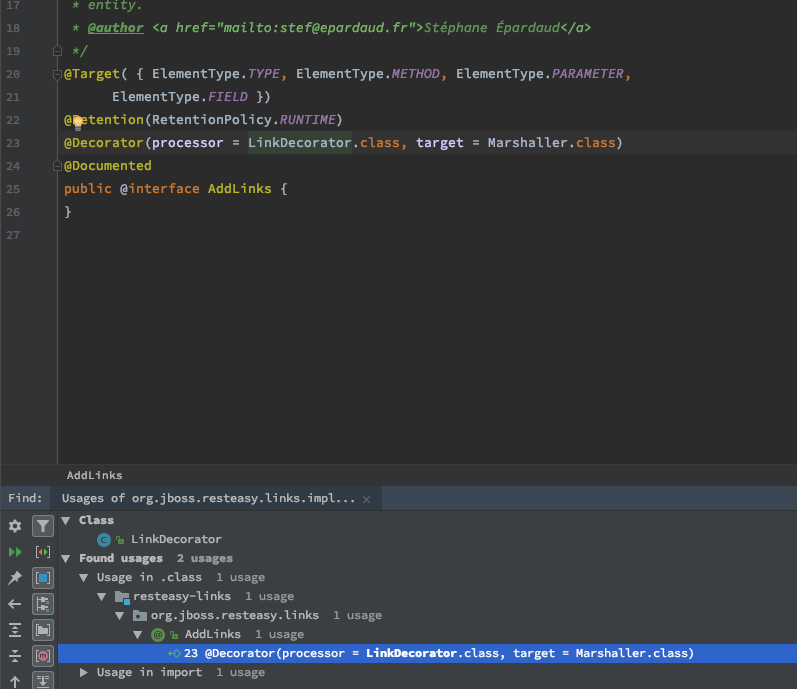 17 * entity.
18 * @author <a href="mailto:stef@epardaud.fr">Stéphane Épardaud</a>
19 */
20 @Target( { ElementType.TYPE, ElementType.METHOD, ElementType.PARAMETER,
21 ElementType.FIELD })
22 @Retention(RetentionPolicy.RUNTIME)
23 @Decorator(processor = LinkDecorator.class, target = Marshaller.class)
24 @Documented
25 public @interface AddLinks {
26 }
27
AddLinks
Find: Usages of org.jboss.resteasy.links.impl... ×
Class
LinkDecorator
Found usages 2 usages
Usage in .class 1 usage
resteasy-links 1 usage
org.jboss.resteasy.links 1 usage
AddLinks 1 usage
23 @Decorator(processor = LinkDecorator.class, target = Marshaller.class)
Usage in import 1 usage